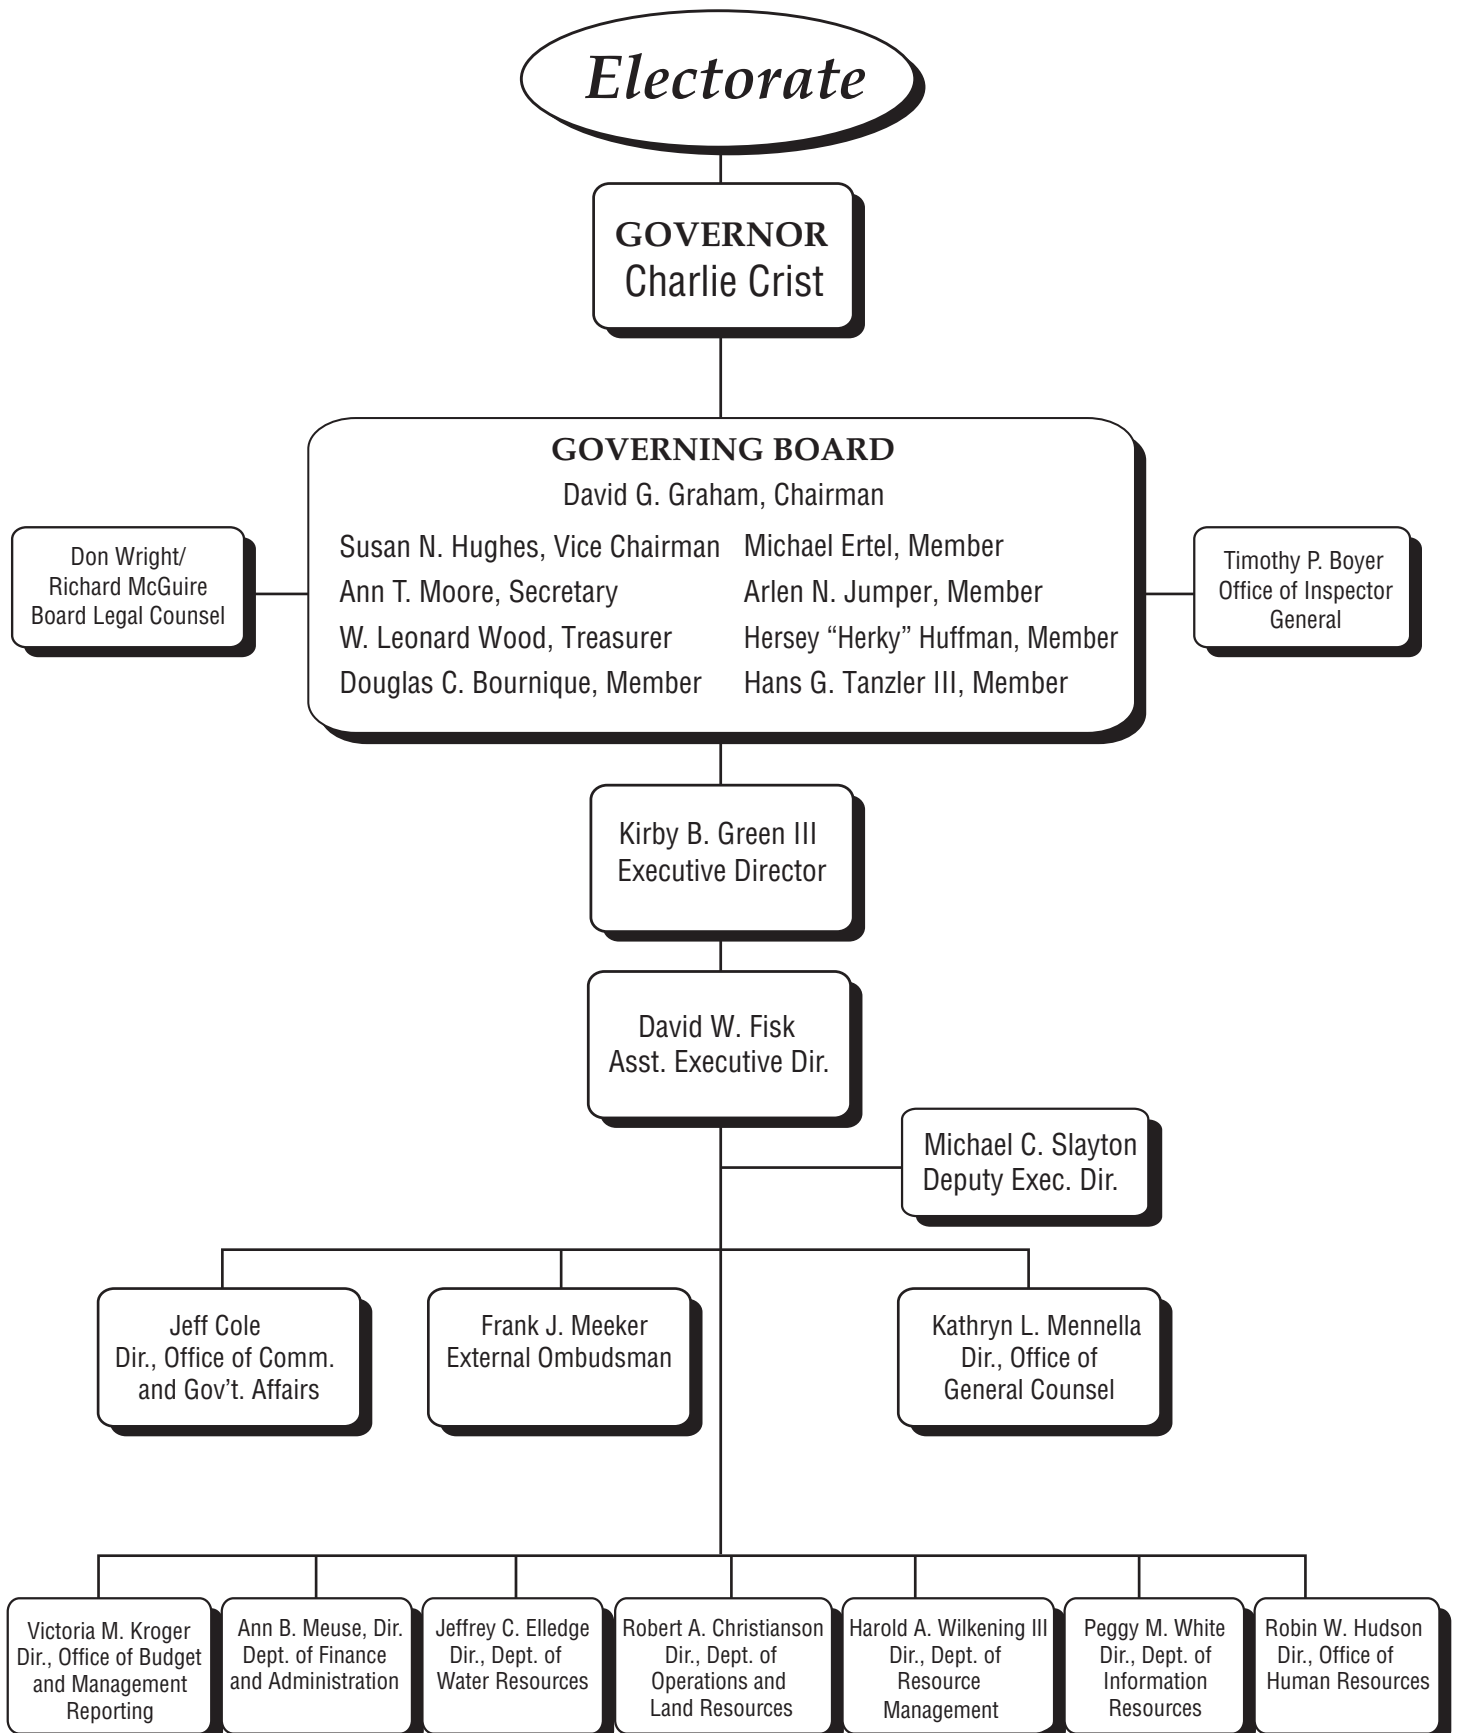 Electorate
GOVERNOR
Charlie Crist
GOVERNING BOARD
David G. Graham, Chairman
Susan N. Hughes, Vice Chairman
Ann T. Moore, Secretary
W. Leonard Wood, Treasurer
Douglas C. Bournique, Member
Michael Ertel, Member
Arlen N. Jumper, Member
Hersey “Herky” Huffman, Member
Hans G. Tanzler III, Member
Don Wright/
Richard McGuire
Board Legal Counsel
Timothy P. Boyer
Office of Inspector
General
Kirby B. Green III
Executive Director
David W. Fisk
Asst. Executive Dir.
Michael C. Slayton
Deputy Exec. Dir.
Jeff Cole
Dir., Office of Comm.
and Gov’t. Affairs
Frank J. Meeker
External Ombudsman
Kathryn L. Mennella
Dir., Office of
General Counsel
Victoria M. Kroger
Dir., Office of Budget
and Management
Reporting
Ann B. Meuse, Dir.
Dept. of Finance
and Administration
Jeffrey C. Elledge
Dir., Dept. of
Water Resources
Robert A. Christianson
Dir., Dept. of
Operations and
Land Resources
Harold A. Wilkening III
Dir., Dept. of
Resource
Management
Peggy M. White
Dir., Dept. of
Information
Resources
Robin W. Hudson
Dir., Office of
Human Resources